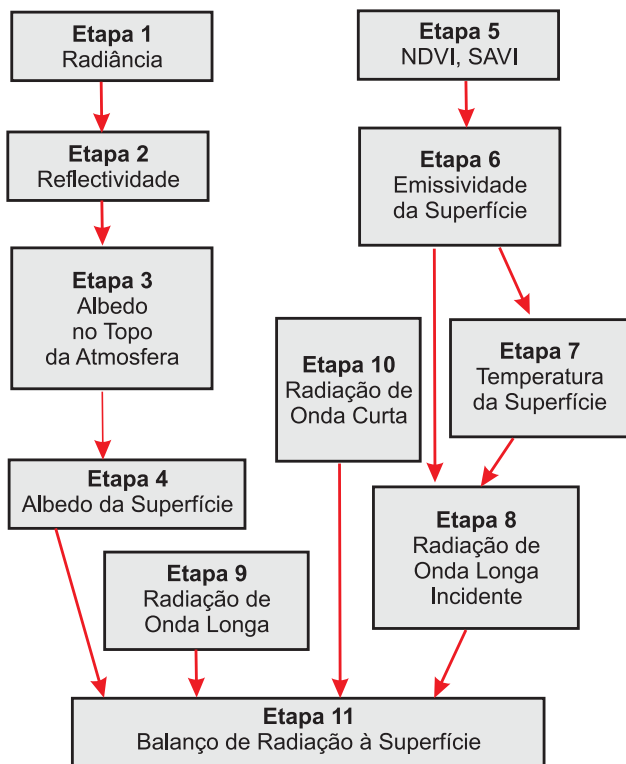 Etapa 1
Radiância
Etapa 2
Reflectividade
Etapa 3
Albedo
no Topo
da Atmosfera
Etapa 4
Albedo da Superfície
Etapa 5
NDVI, SAVI
Etapa 6
Emissividade
da Superfície
Etapa 7
Temperatura
da Superfície
Etapa 8
Radiação de
Onda Longa
Incidente
Etapa 9
Radiação de
Onda Longa
Etapa 10
Radiação de
Onda Curta
Etapa 11
Balanço de Radiação à Superfície